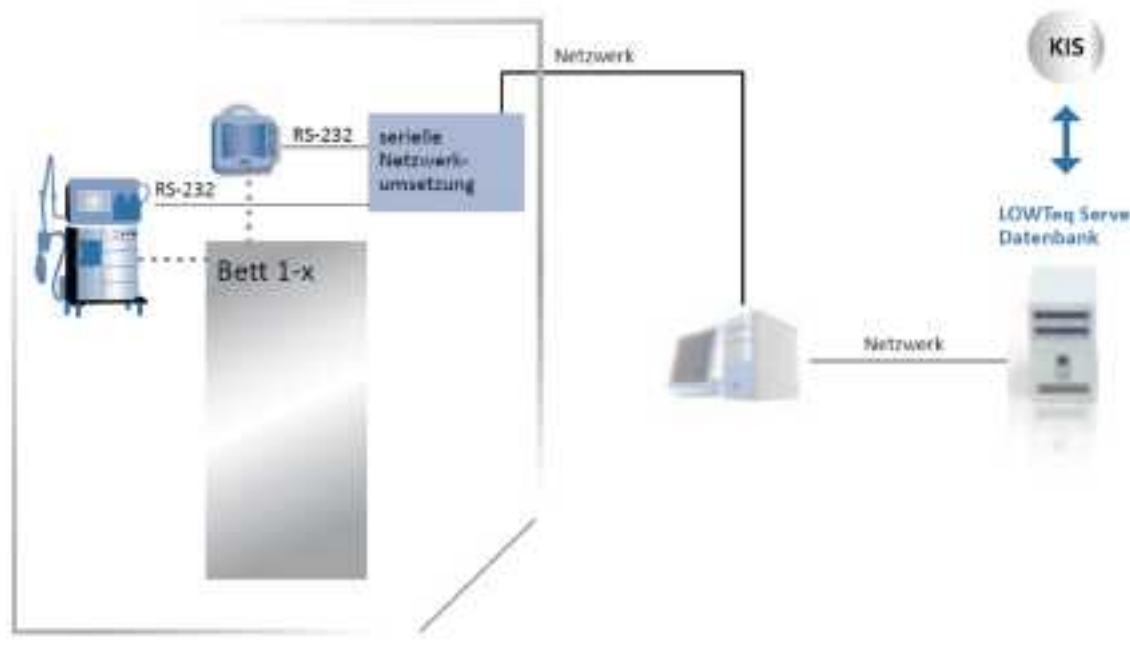 Netzwerk
KIS
RS-232
serielle
Netzwerk-
umsetzung
RS-232
LOWTeq Serve
Datenbank
Bett 1-x
Netzwerk